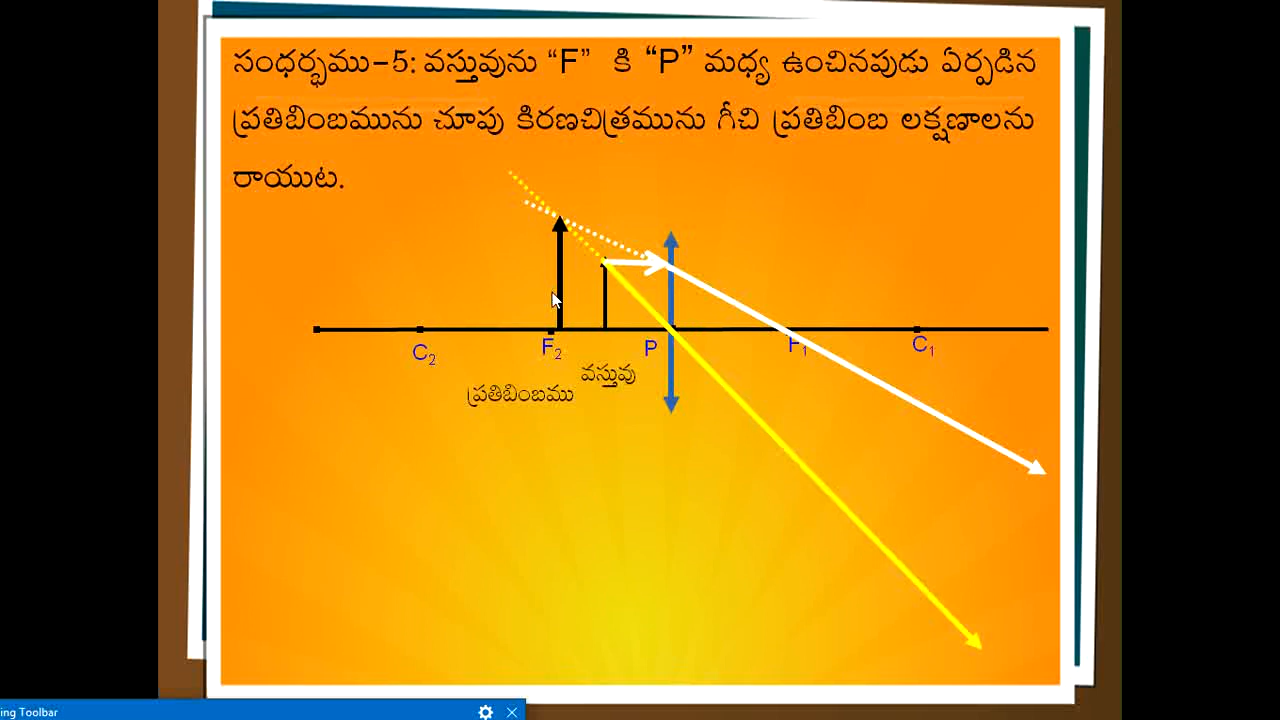 సంధర్భము-5: వస్తువును “F” కి “P” మధ్య ఉంచినపుడు ఏర్పడిన
ప్రతిబింబమును చూపు కిరణచిత్రమును గీచి ప్రతిబింబ లక్షణాలను
రాయుట.
C2 F2 P F1 C1
వస్తువు
ప్రతిబింబము
ing Toolbar